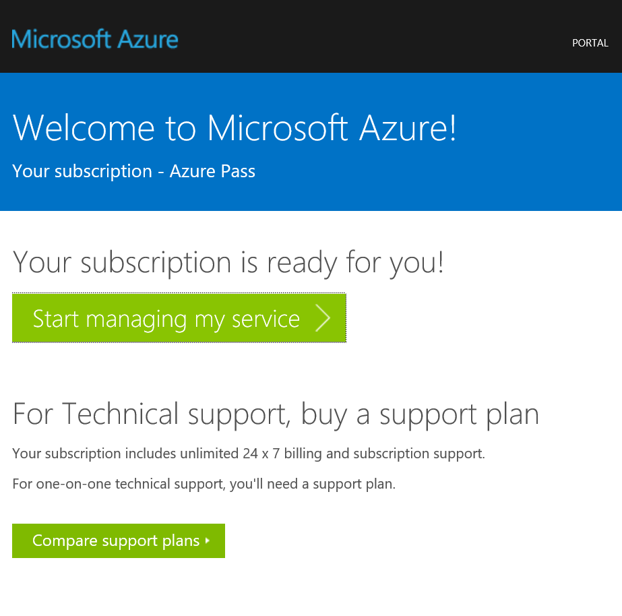 Microsoft Azure
PORTAL
Welcome to Microsoft Azure!
Your subscription - Azure Pass
Your subscription is ready for you!
Start managing my service
For Technical support, buy a support plan
Your subscription includes unlimited 24 x 7 billing and subscription support.
For one-on-one technical support, you'll need a support plan.
Compare support plans